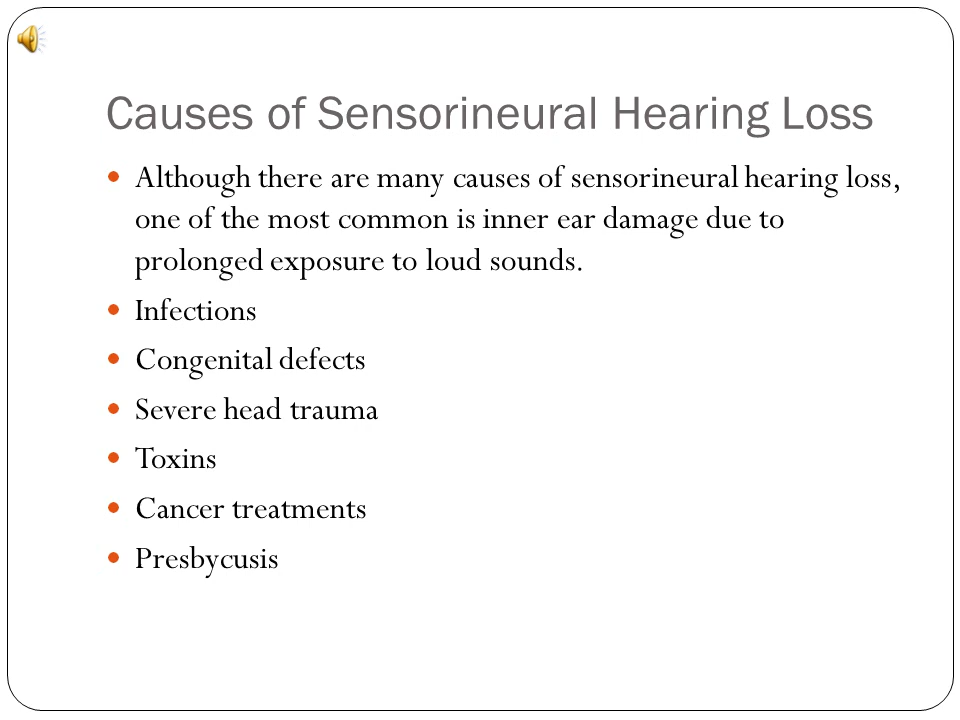 Causes of Sensorineural Hearing Loss
Although there are many causes of sensorineural hearing loss,
one of the most common is inner ear damage due to
prolonged exposure to loud sounds.
Infections
Congenital defects
Severe head trauma
Toxins
Cancer treatments
Presbycusis